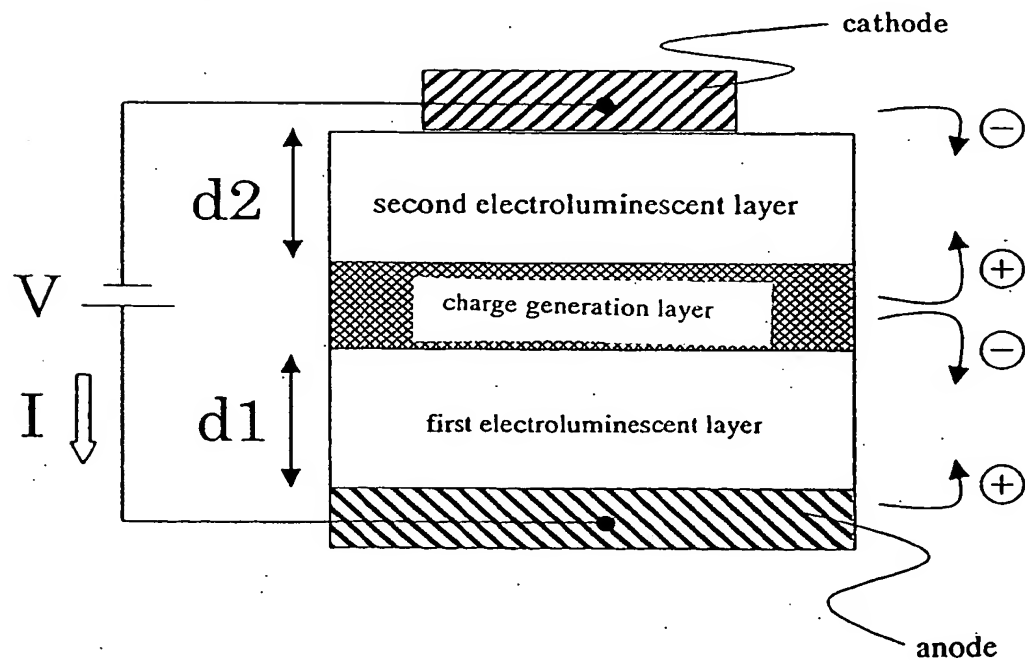 cathode
−
d2
second electroluminescent layer
+
V
charge generation layer
−
I
d1
first electroluminescent layer
+
anode